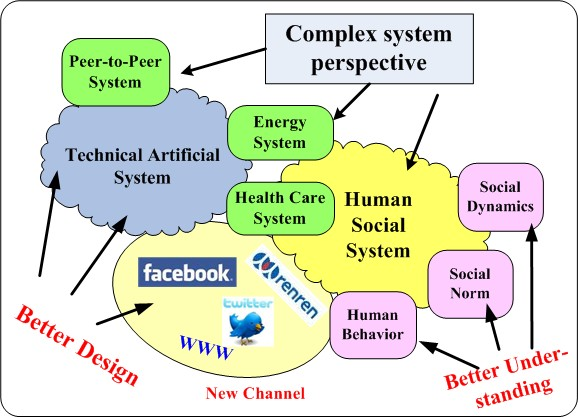 Complex system
perspective
Peer-to-Peer
System
Energy
System
Technical Artificial
System
Health Care
System
Human
Social
System
Social
Dynamics
Social
Norm
Human
Behavior
facebook.
renren
twitter
WWW
New Channel
Better Design
Better Under-
standing